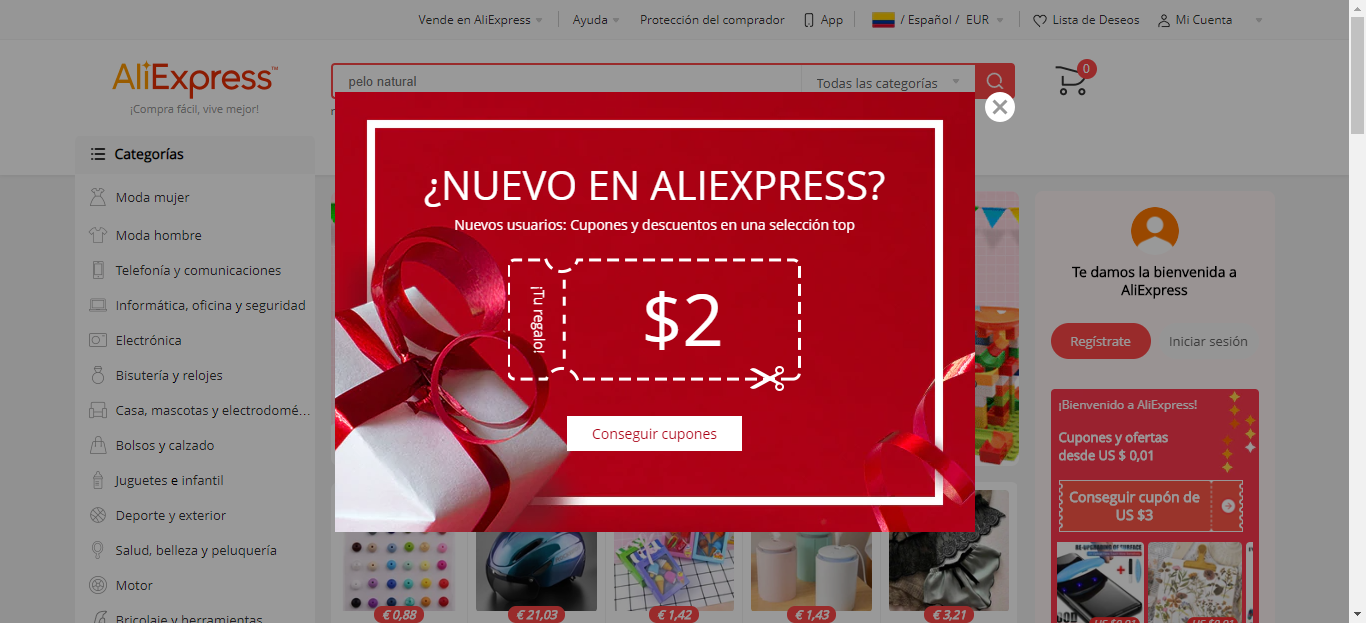 Vende en AliExpress
Ayuda
Protección del comprador
App
/ Español / EUR
Lista de Deseos
Mi Cuenta
AliExpress™
¡Compra fácil, vive mejor!
pelo natural
Todas las categorías
0
Categorías
Moda mujer
Moda hombre
Telefonía y comunicaciones
Informática, oficina y seguridad
Electrónica
Bisutería y relojes
Casa, mascotas y electrodomé...
Bolsos y calzado
Juguetes e infantil
Deporte y exterior
Salud, belleza y peluquería
Motor
Bricolaje y herramientas
¿NUEVO EN ALIEXPRESS?
Nuevos usuarios: Cupones y descuentos en una selección top
¡Tu regalo!
$2
Conseguir cupones
Te damos la bienvenida a
AliExpress
Regístrate
Iniciar sesión
¡Bienvenido a AliExpress!
Cupones y ofertas
desde US $ 0,01
Conseguir cupón de
US $3
€ 0,88
€ 21,03
€ 1,42
€ 1,43
€ 3,21